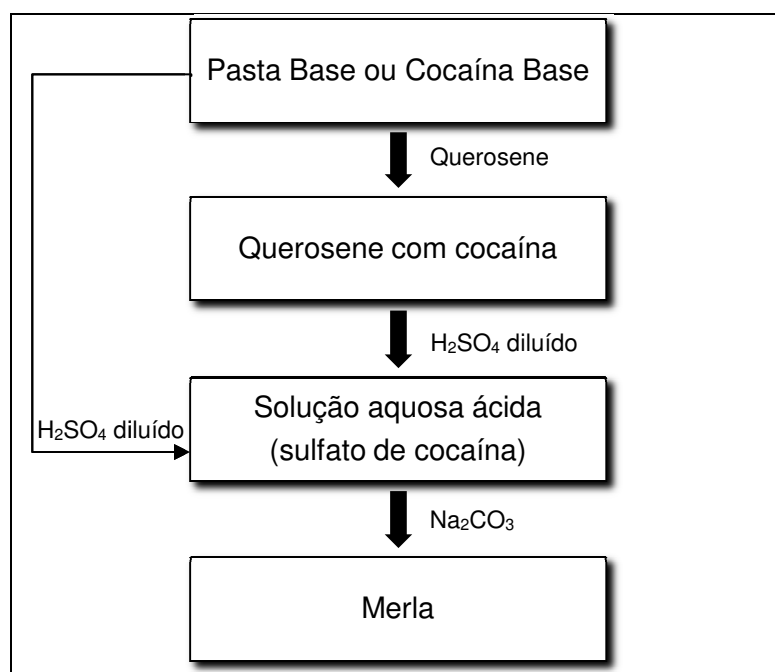 Pasta Base ou Cocaína Base
Querosene
Querosene com cocaína
H₂SO₄ diluído
Solução aquosa ácida
(sulfato de cocaína)
H₂SO₄ diluído
Na₂CO₃
Merla